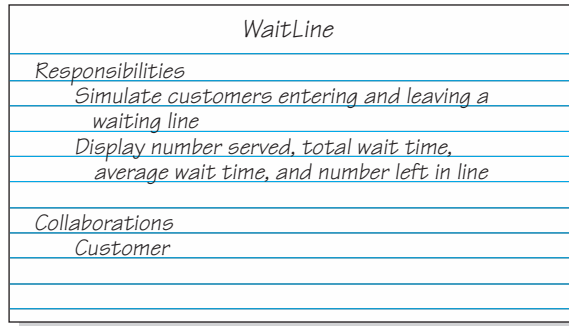 WaitLine
Responsibilities
Simulate customers entering and leaving a
waiting line
Display number served, total wait time,
average wait time, and number left in line
Collaborations
Customer